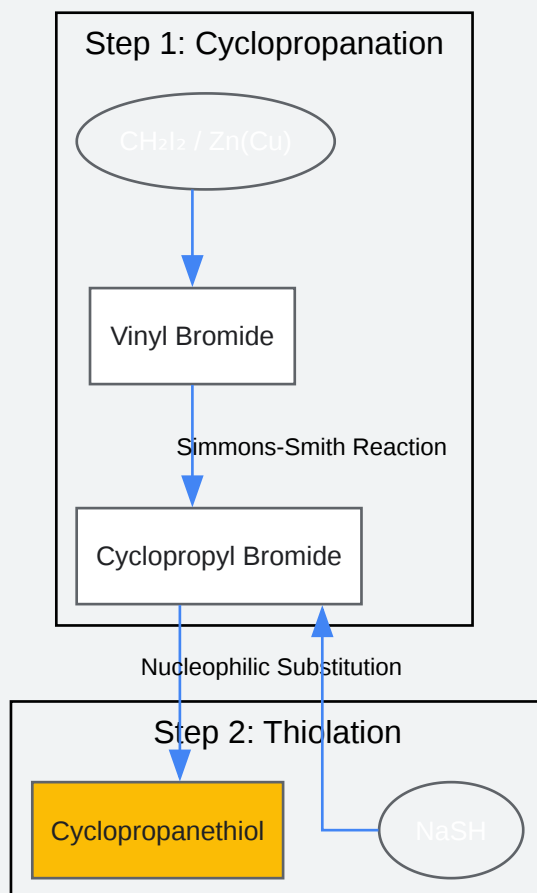 Step 1: Cyclopropanation
CH₂I₂ / Zn(Cu)
Vinyl Bromide
Simmons-Smith Reaction
Cyclopropyl Bromide
Nucleophilic Substitution
Step 2: Thiolation
Cyclopropanethiol
NaSH